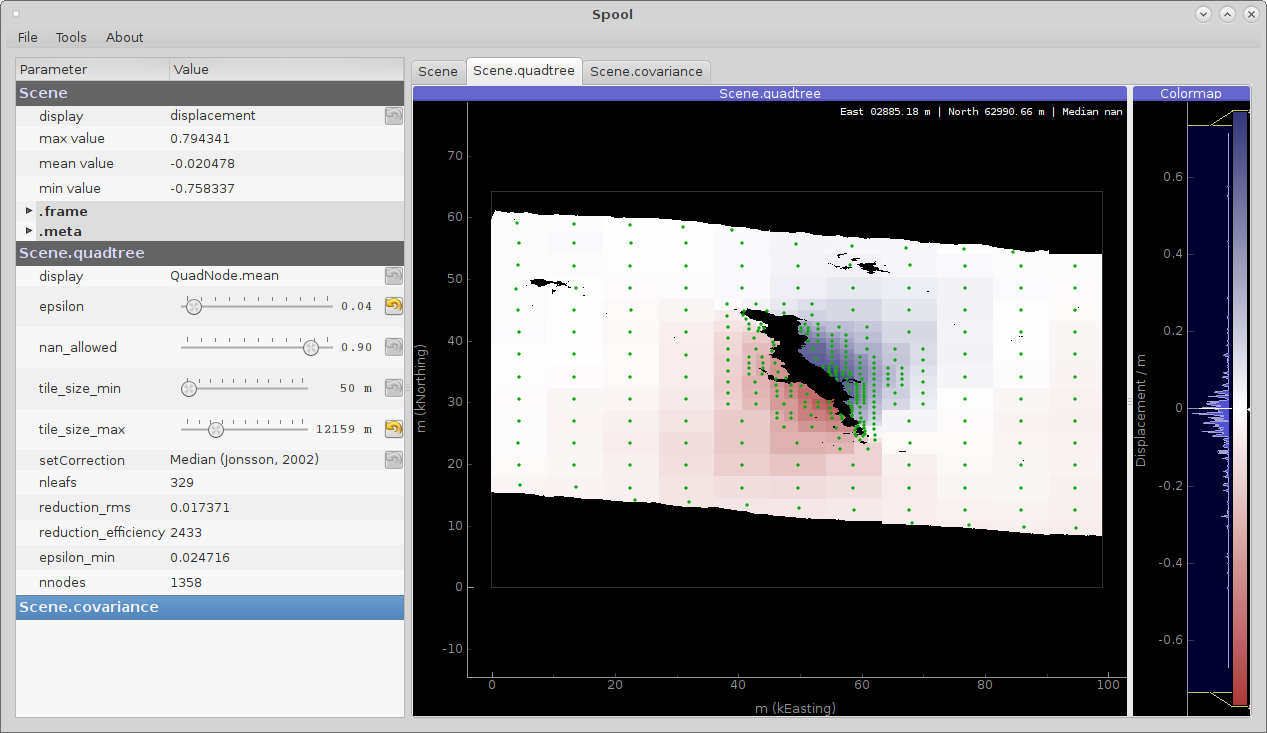 Spool
File Tools About
Parameter Value
Scene
display displacement
max value 0.794341
mean value -0.020478
min value -0.758337
.frame
.meta
Scene.quadtree
display QuadNode.mean
epsilon 0.04
nan_allowed 0.90
tile_size_min 50 m
tile_size_max 12159 m
setCorrection Median (Jonsson, 2002)
nleafs 329
reduction_rms 0.017371
reduction_efficiency 2433
epsilon_min 0.024716
nnodes 1358
Scene.covariance
Scene Scene.quadtree Scene.covariance
Scene.quadtree
East 02885.18 m | North 62990.66 m | Median nan
m (kNorthing)
70
60
50
40
30
20
10
0
-10
0 20 40 60 80 100
m (kEasting)
Colormap
Displacement / m
0.6
0.4
0.2
0
-0.2
-0.4
-0.6